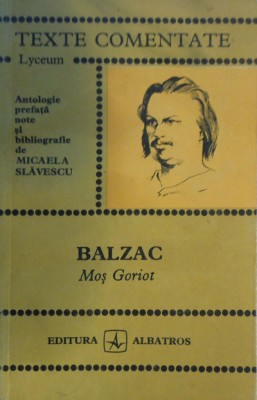 TEXTE COMENTATE
Lyceum
Antologie
prefață
note
și
bibliografie
de
MICAELA
SLĂVESCU
BALZAC
Moș Goriot
EDITURA ALBATROS